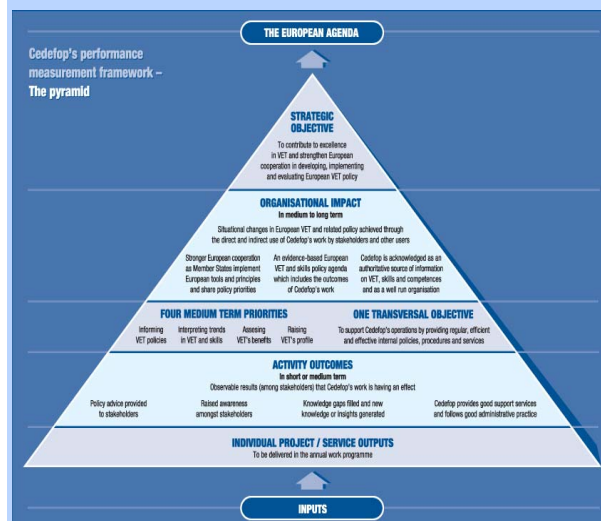 THE EUROPEAN AGENDA
Cedefop's performance
measurement framework –
The pyramid
STRATEGIC
OBJECTIVE
To contribute to excellence
in VET and strengthen European
cooperation in developing, implementing
and evaluating European VET policy
ORGANISATIONAL IMPACT
In medium to long term
Situational changes in European VET and related policy achieved through
the direct and indirect use of Cedefop's work by stakeholders and other users
Stronger European cooperation
as Member States implement
European tools and principles
and share policy priorities
An evidence-based European
VET and skills policy agenda
which includes the outcomes
of Cedefop's work
Cedefop is acknowledged as an
authoritative source of information
on VET, skills and competences
and as a well run organisation
FOUR MEDIUM TERM PRIORITIES
Informing
VET policies
Interpreting trends
in VET and skills
Assesing
VET's benefits
Raising
VET's profile
ONE TRANSVERSAL OBJECTIVE
To support Cedefop's operations by providing regular, efficient
and effective internal policies, procedures and services
ACTIVITY OUTCOMES
In short or medium term
Observable results (among stakeholders) that Cedefop's work is having an effect
Policy advice provided
to stakeholders
Raised awareness
amongst stakeholders
Knowledge gaps filled and new
knowledge or insights generated
Cedefop provides good support services
and follows good administrative practice
INDIVIDUAL PROJECT / SERVICE OUTPUTS
To be delivered in the annual work programme
INPUTS